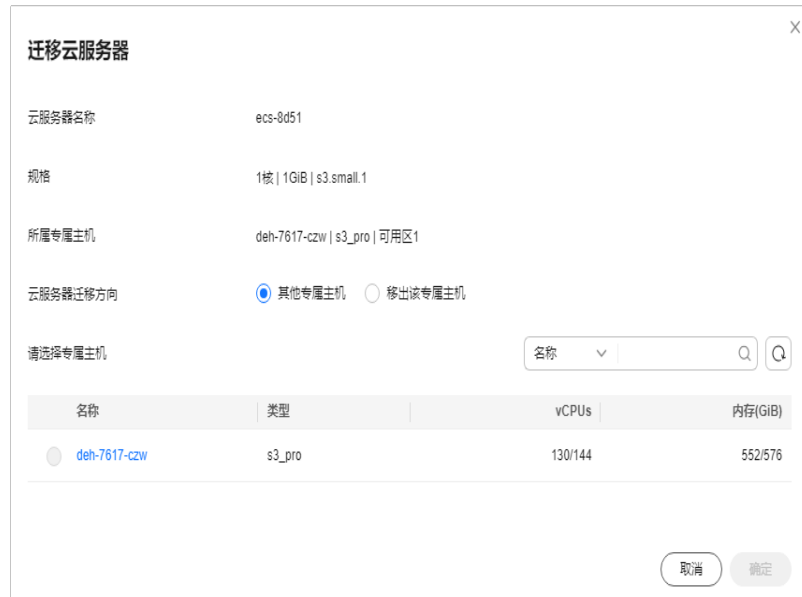 迁移云服务器
云服务器名称 ecs-8d51
规格 1核 | 1GiB | s3.small.1
所属专属主机 deh-7617-czw | s3_pro | 可用区1
云服务器迁移方向 其他专属主机 移出该专属主机
请选择专属主机 名称
名称 类型 vCPUs 内存(GiB)
deh-7617-czw s3_pro 130/144 552/576
取消 确定